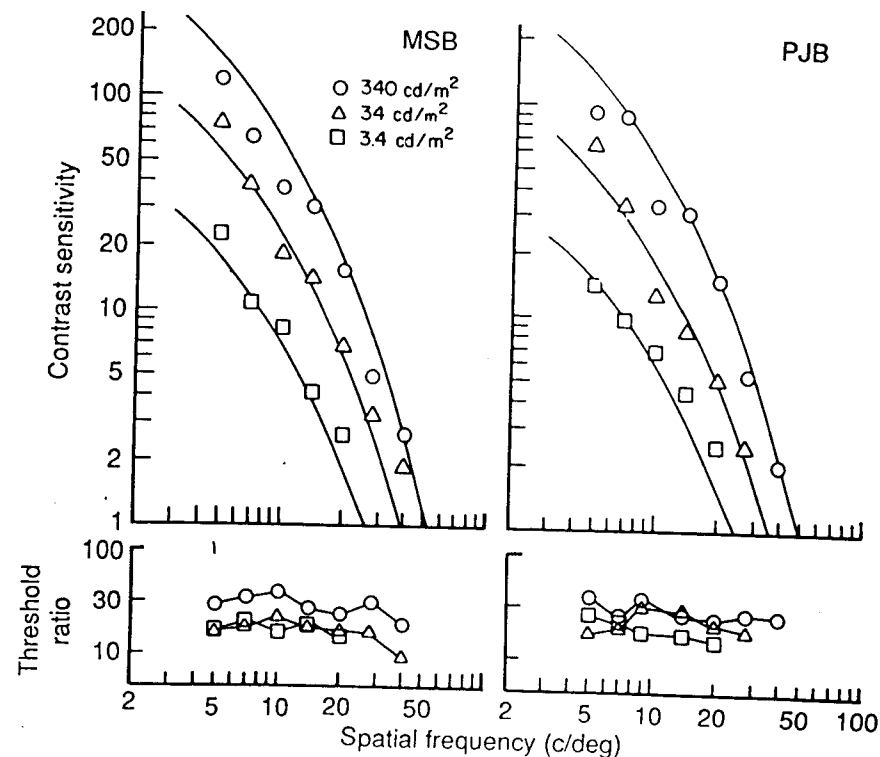 MSB
PJB
340 cd/m²
34 cd/m²
3.4 cd/m²
Contrast sensitivity
200
100
50
20
10
5
2
1
Threshold
ratio
100
30
10
2
5
10
20
50
2
5
10
20
50
100
Spatial frequency (c/deg)